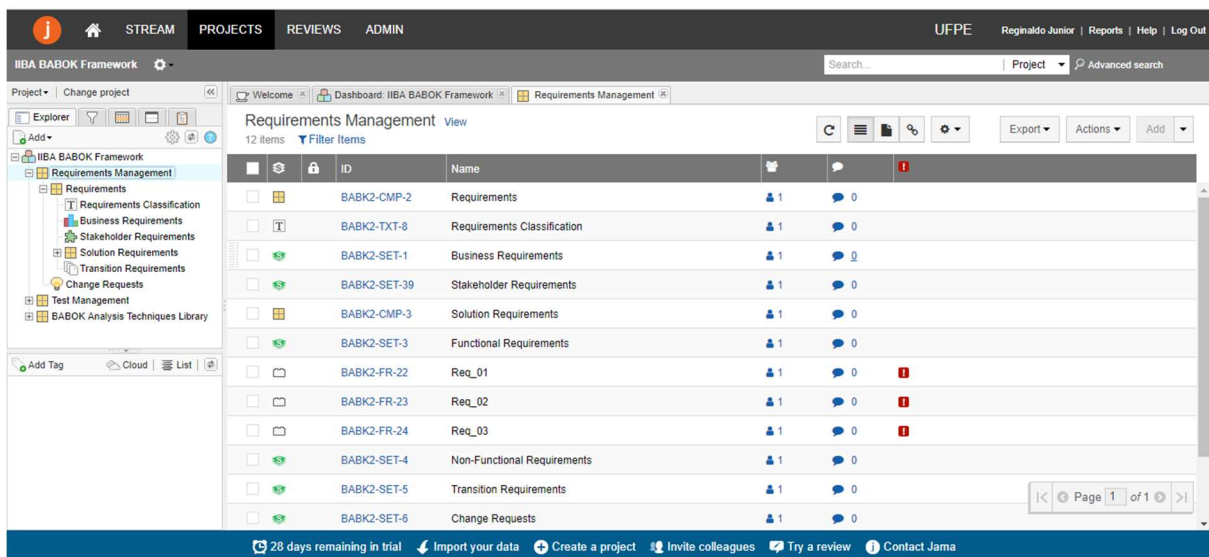 j STREAM PROJECTS REVIEWS ADMIN UFPE Reginaldo Junior | Reports | Help | Log Out
IIBA BABOK Framework Search... Project Advanced search
Project | Change project
Welcome Dashboard: IIBA BABOK Framework Requirements Management
Explorer
Add
IIBA BABOK Framework
Requirements Management
Requirements
T Requirements Classification
Business Requirements
Stakeholder Requirements
Solution Requirements
Transition Requirements
Change Requests
Test Management
BABOK Analysis Techniques Library
Add Tag Cloud | List |
Requirements Management View
12 items Filter Items
Export Actions Add
ID Name
BABK2-CMP-2 Requirements 1 0
T BABK2-TXT-8 Requirements Classification 1 0
S BABK2-SET-1 Business Requirements 1 0
S BABK2-SET-39 Stakeholder Requirements 1 0
BABK2-CMP-3 Solution Requirements 1 0
S BABK2-SET-3 Functional Requirements 1 0
BABK2-FR-22 Req_01 1 0 !
BABK2-FR-23 Req_02 1 0 !
BABK2-FR-24 Req_03 1 0 !
S BABK2-SET-4 Non-Functional Requirements 1 0
S BABK2-SET-5 Transition Requirements 1 0
S BABK2-SET-6 Change Requests 1 0
Page 1 of 1
28 days remaining in trial Import your data Create a project Invite colleagues Try a review j Contact Jama